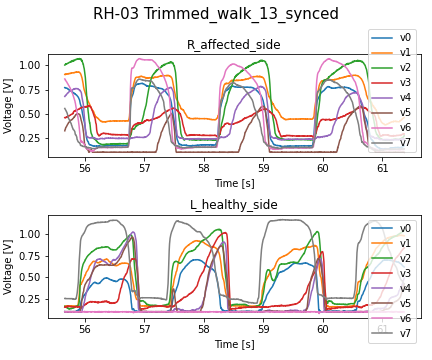 RH-03 Trimmed_walk_13_synced
R_affected_side
Voltage [V]
1.00
0.75
0.50
0.25
56
57
58
59
60
61
Time [s]
v0
v1
v2
v3
v4
v5
v6
v7
L_healthy_side
Voltage [V]
1.00
0.75
0.50
0.25
56
57
58
59
60
61
Time [s]
v0
v1
v2
v3
v4
v5
v6
v7